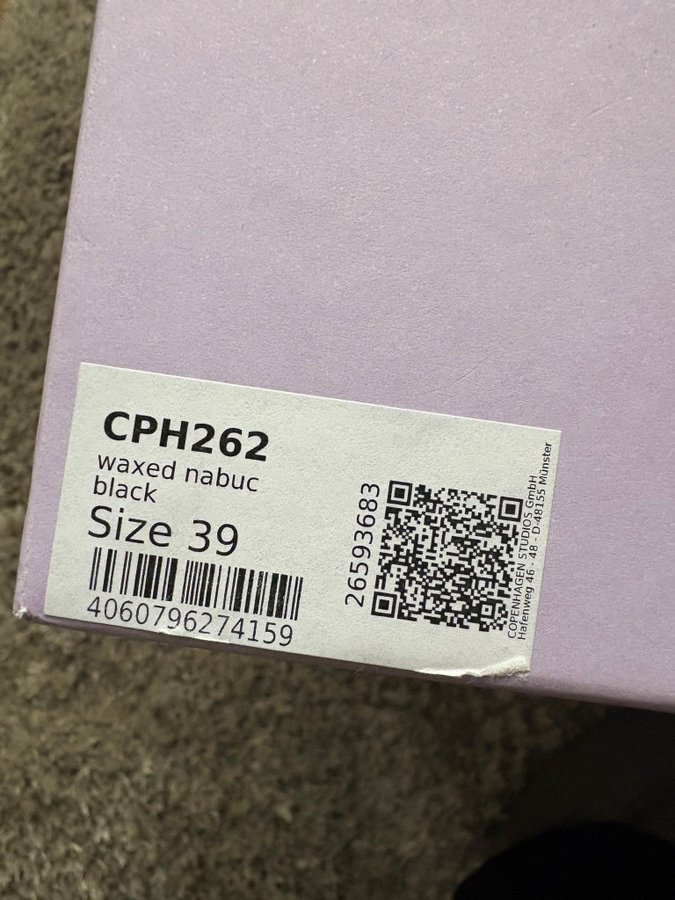 CPH262
waxed nabuc
black
Size 39
4060796274159
26593683
COPENHAGEN STUDIOS GmbH
Hafenweg 46 - 48 - D-48155 Münster